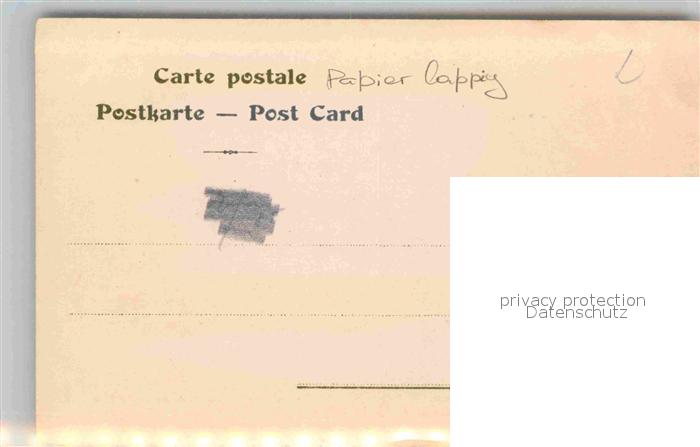 Carte postale Papier lappig
Postkarte — Post Card
privacy protection
Datenschutz